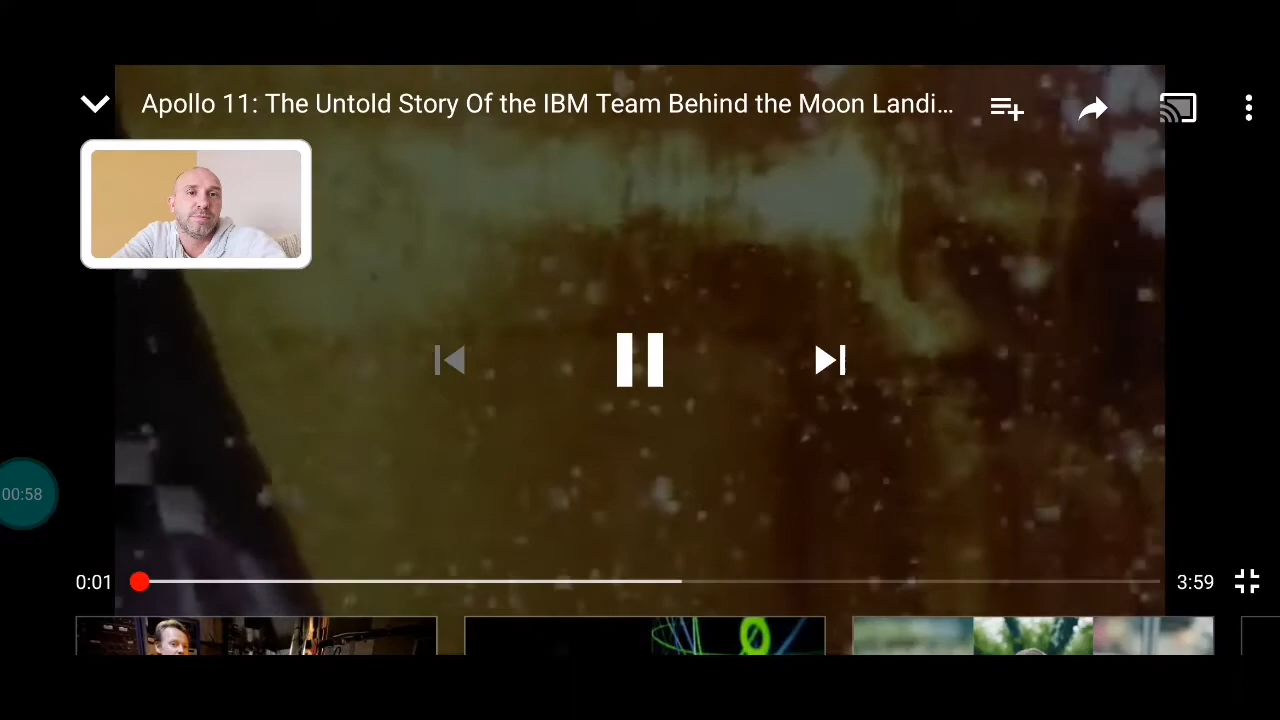 Apollo 11: The Untold Story Of the IBM Team Behind the Moon Landi...
00:58
0:01
3:59